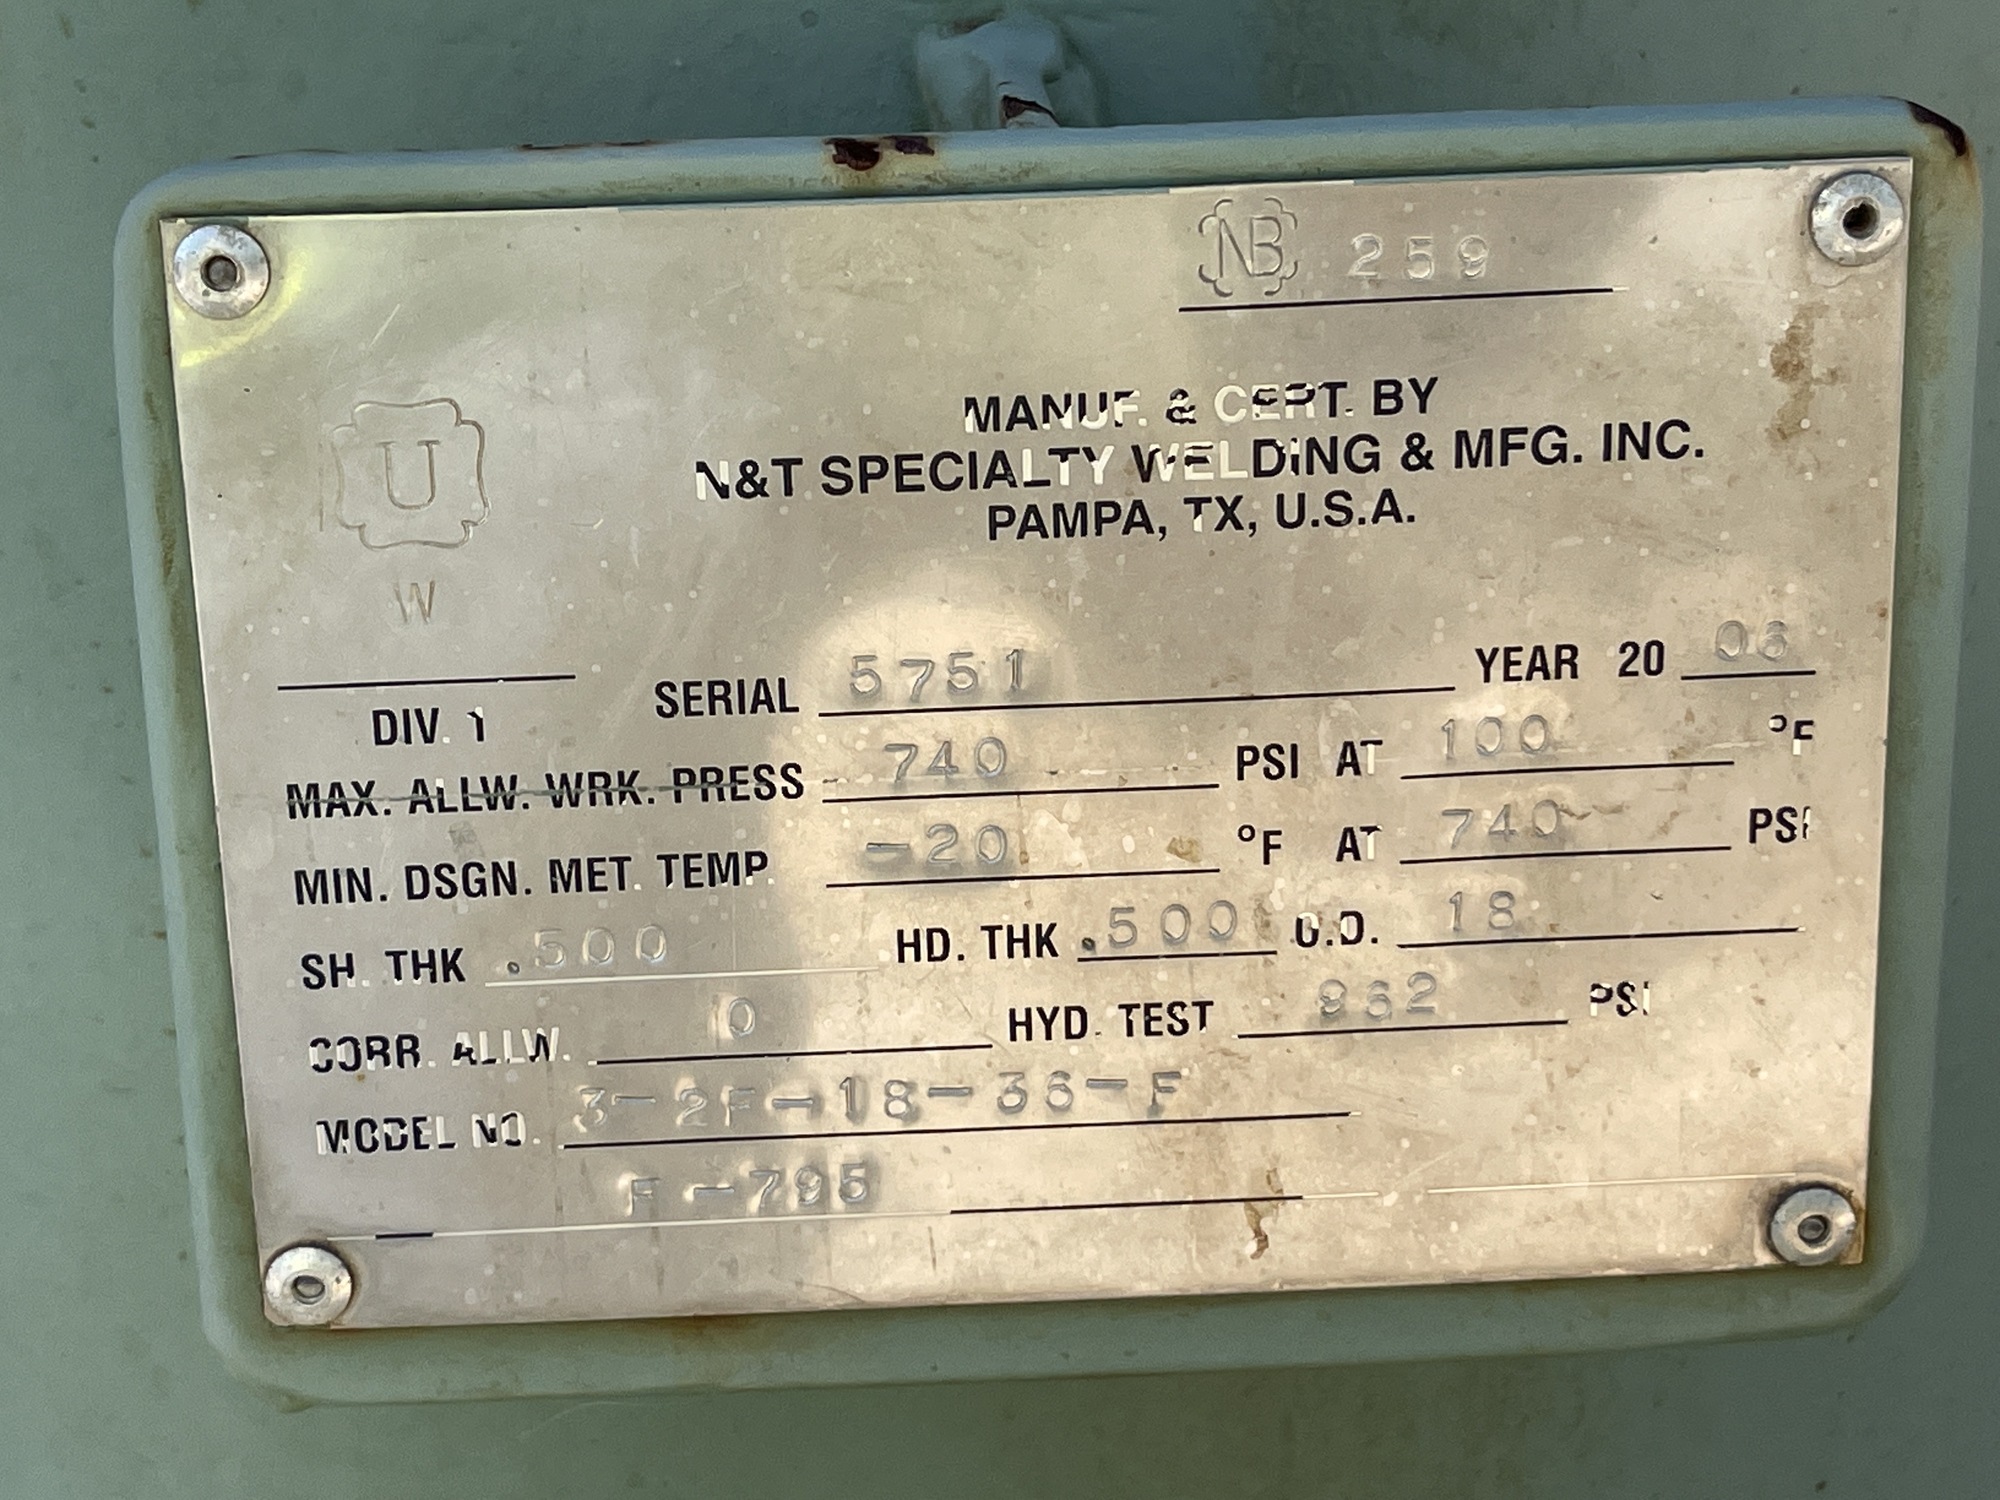 NB 259
MANUF. & CERT. BY
N&T SPECIALTY WELDING & MFG. INC.
PAMPA, TX, U.S.A.
U
W
DIV. 1 SERIAL 5751 YEAR 20 06
MAX. ALLW. WRK. PRESS 740 PSI AT 100 °F
MIN. DSGN. MET. TEMP. -20 °F AT 740 PSI
SH. THK .500 HD. THK .500 O.D. 18
CORR. ALLW. 0 HYD. TEST 962 PSI
MODEL NO. 3-2F-18-36-F
F-795